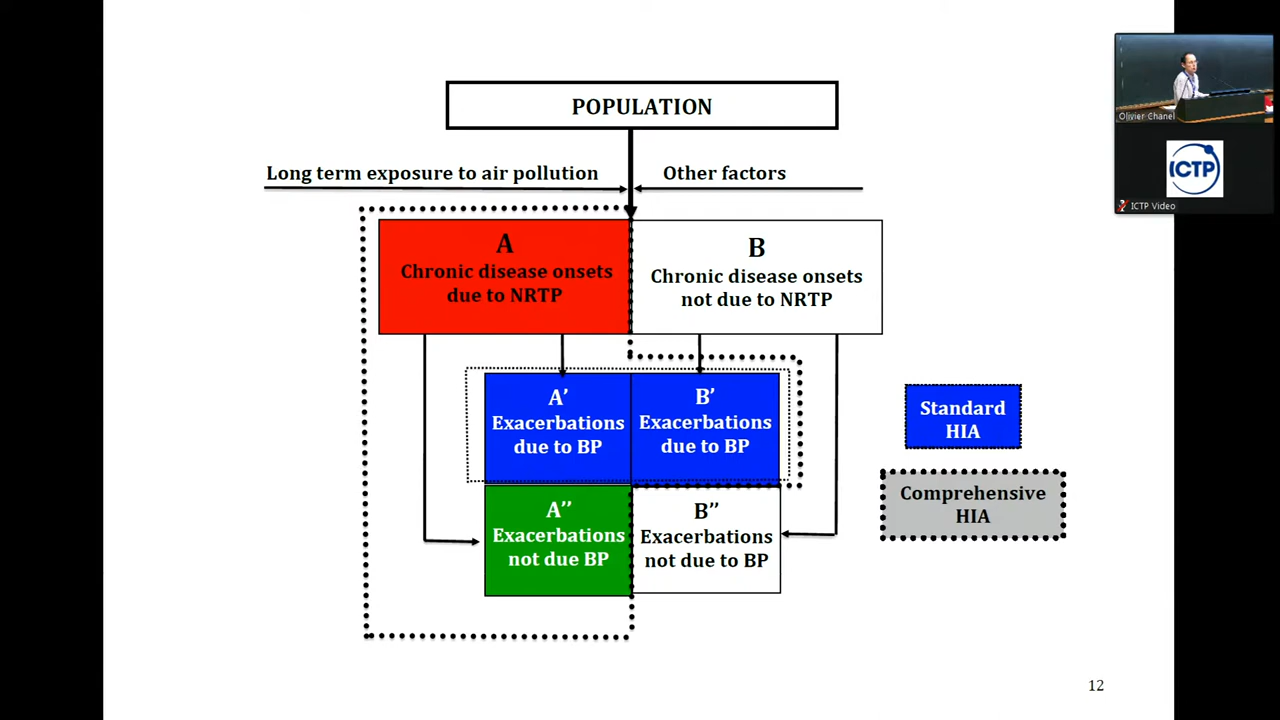 POPULATION
Long term exposure to air pollution
Other factors
A
Chronic disease onsets
due to NRTP
B
Chronic disease onsets
not due to NRTP
A’
Exacerbations
due to BP
B’
Exacerbations
due to BP
A’’
Exacerbations
not due BP
B’’
Exacerbations
not due to BP
Standard
HIA
Comprehensive
HIA
12
Olivier Chanel
ICTP
ICTP Video